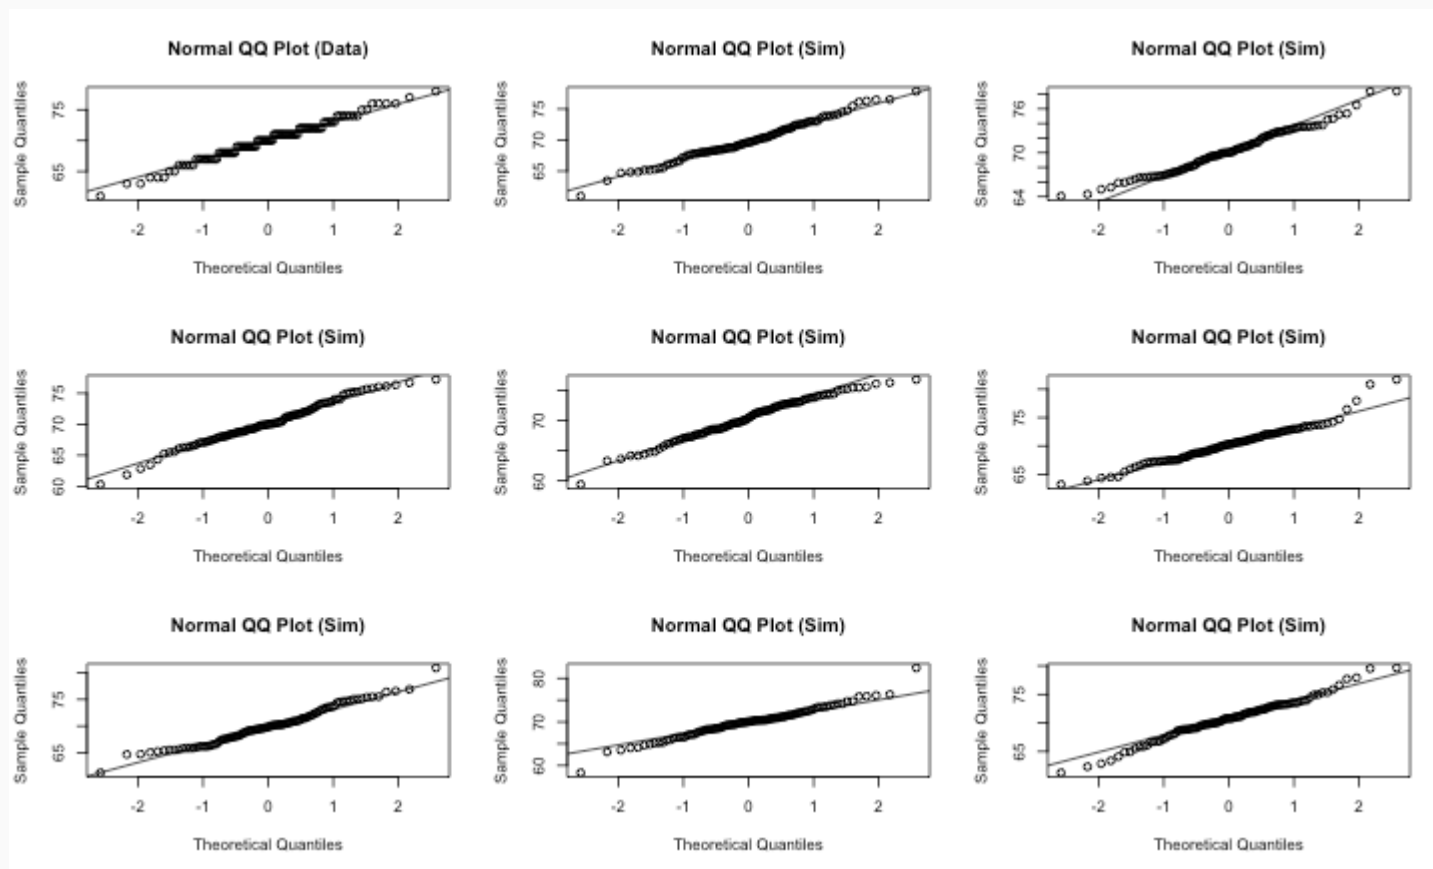 Normal QQ Plot (Data)
Sample Quantiles
75
65
-2 -1 0 1 2
Theoretical Quantiles
Normal QQ Plot (Sim)
Sample Quantiles
75
70
65
-2 -1 0 1 2
Theoretical Quantiles
Normal QQ Plot (Sim)
Sample Quantiles
76
70
64
-2 -1 0 1 2
Theoretical Quantiles
Normal QQ Plot (Sim)
Sample Quantiles
75
70
65
60
-2 -1 0 1 2
Theoretical Quantiles
Normal QQ Plot (Sim)
Sample Quantiles
70
60
-2 -1 0 1 2
Theoretical Quantiles
Normal QQ Plot (Sim)
Sample Quantiles
75
65
-2 -1 0 1 2
Theoretical Quantiles
Normal QQ Plot (Sim)
Sample Quantiles
75
65
-2 -1 0 1 2
Theoretical Quantiles
Normal QQ Plot (Sim)
Sample Quantiles
80
70
60
-2 -1 0 1 2
Theoretical Quantiles
Normal QQ Plot (Sim)
Sample Quantiles
75
65
-2 -1 0 1 2
Theoretical Quantiles